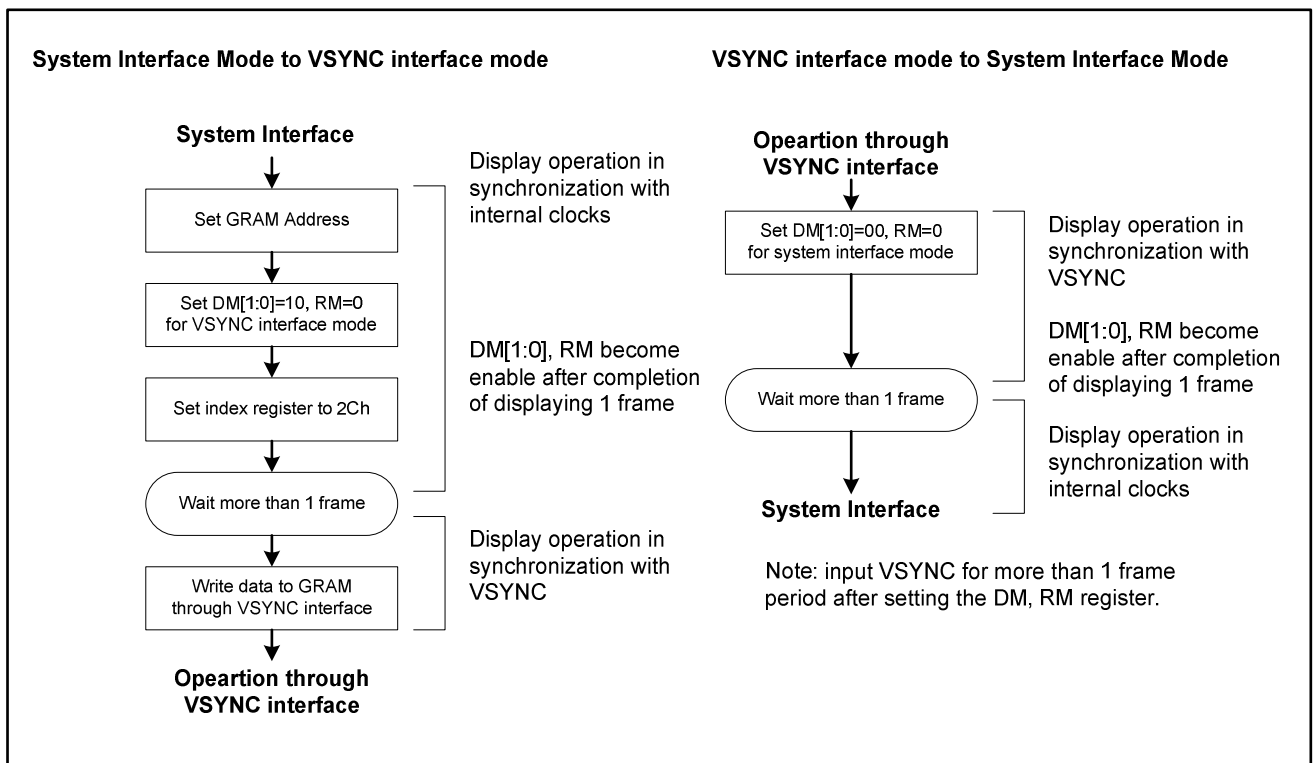 System Interface Mode to VSYNC interface mode
System Interface
Set GRAM Address
Set DM[1:0]=10, RM=0
for VSYNC interface mode
Set index register to 2Ch
Wait more than 1 frame
Write data to GRAM
through VSYNC interface
Opeartion through
VSYNC interface
Display operation in
synchronization with
internal clocks
DM[1:0], RM become
enable after completion
of displaying 1 frame
Display operation in
synchronization with
VSYNC
VSYNC interface mode to System Interface Mode
Opeartion through
VSYNC interface
Set DM[1:0]=00, RM=0
for system interface mode
Wait more than 1 frame
System Interface
Display operation in
synchronization with
VSYNC
DM[1:0], RM become
enable after completion
of displaying 1 frame
Display operation in
synchronization with
internal clocks
Note: input VSYNC for more than 1 frame
period after setting the DM, RM register.